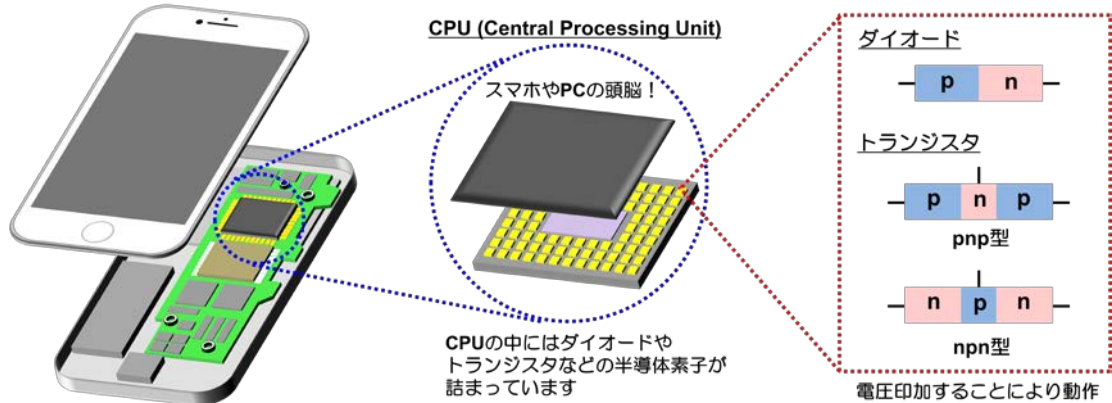 CPU (Central Processing Unit)
スマホやPCの頭脳！
CPUの中にはダイオードや
トランジスタなどの半導体素子が
詰まっています
ダイオード
p n
トランジスタ
p n p
pnp型
n p n
npn型
電圧印加することにより動作